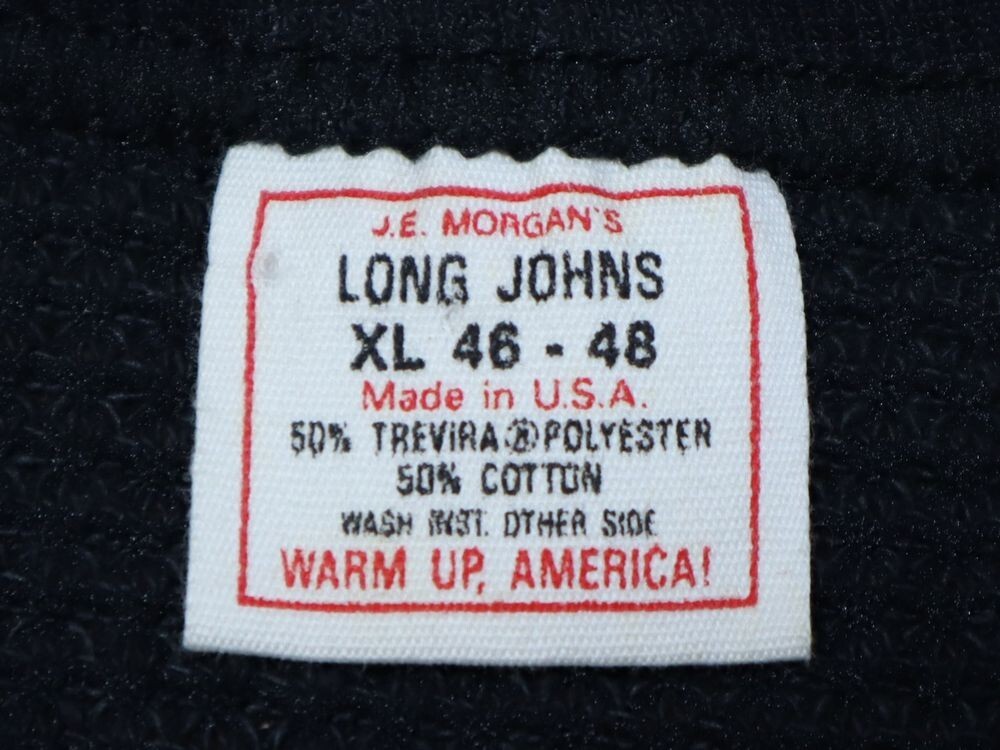 J.E. MORGAN'S
LONG JOHNS
XL 46 - 48
Made in U.S.A.
50% TREVIRA® POLYESTER
50% COTTON
WASH INST. OTHER SIDE
WARM UP, AMERICA!